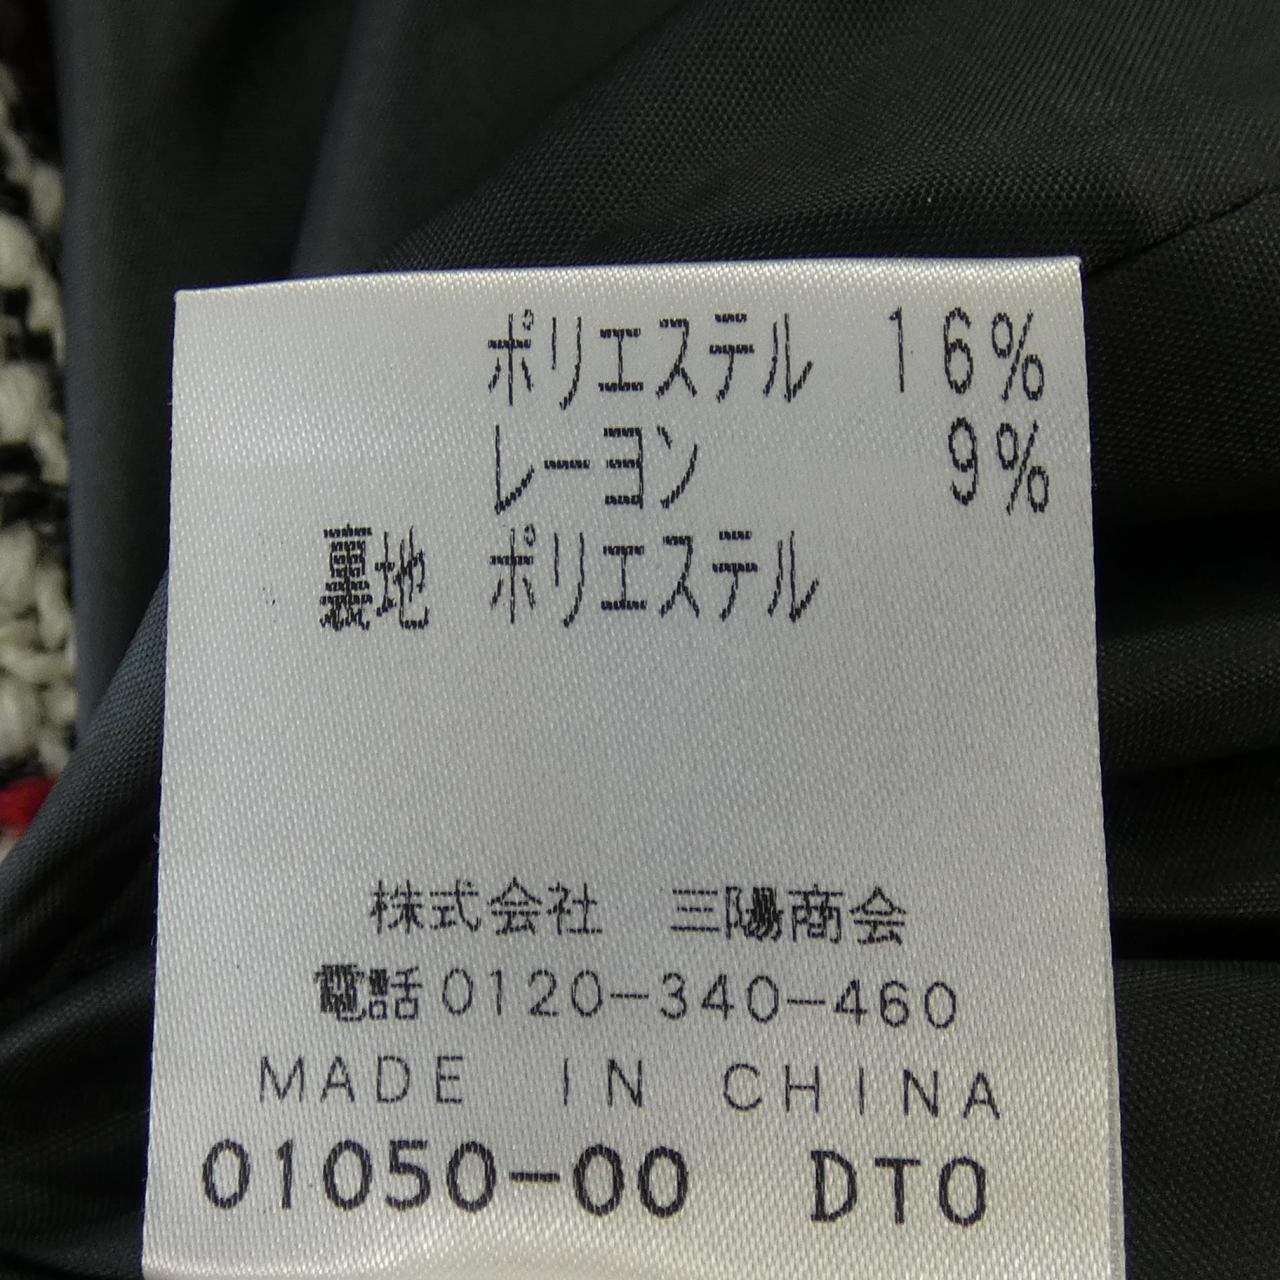 ポリエステル 16%
レーヨン 9%
裏地 ポリエステル
株式会社 三陽商会
電話0120-340-460
MADE IN CHINA
01050-00 DTO